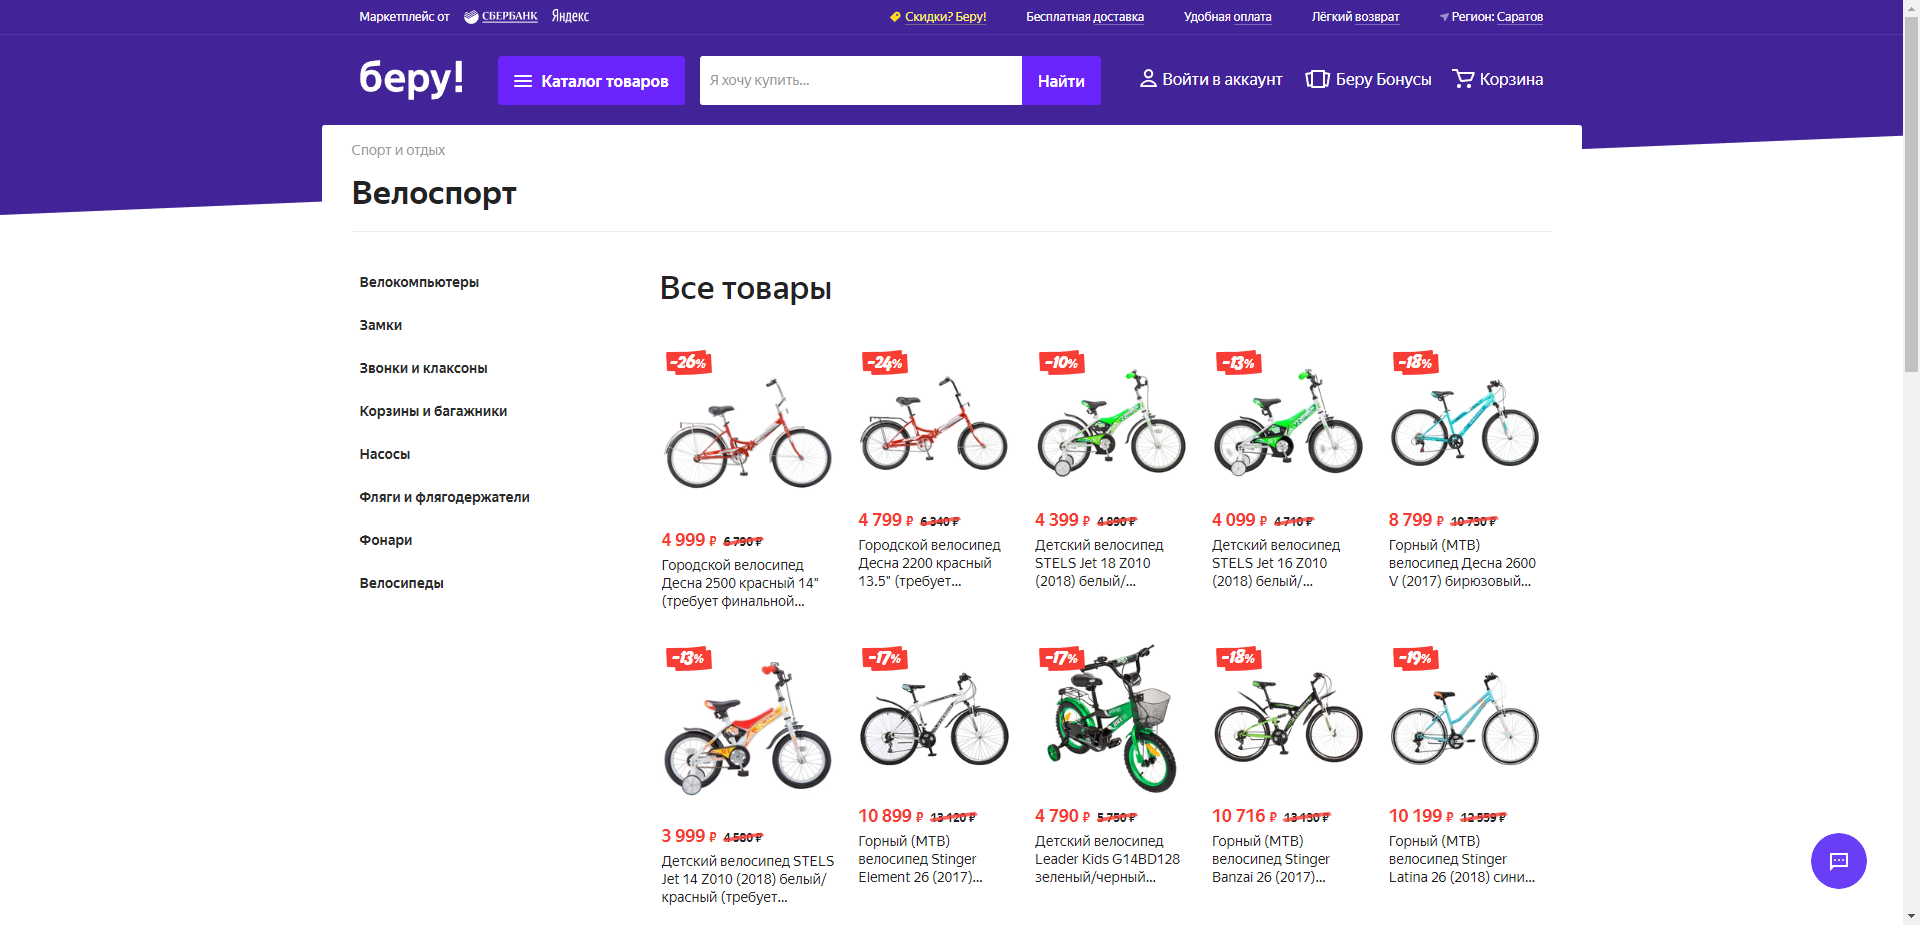 Маркетплейс от СБЕРБАНК Яндекс
Скидки? Беру!
Бесплатная доставка
Удобная оплата
Лёгкий возврат
Регион: Саратов
беру!
Каталог товаров
Я хочу купить...
Найти
Войти в аккаунт
Беру Бонусы
Корзина
Спорт и отдых
Велоспорт
Велокомпьютеры
Замки
Звонки и клаксоны
Корзины и багажники
Насосы
Фляги и флягодержатели
Фонари
Велосипеды
Все товары
-26%
4 999 ₽ 6 790 ₽
Городской велосипед
Десна 2500 красный 14"
(требует финальной...
-24%
4 799 ₽ 6 340 ₽
Городской велосипед
Десна 2200 красный
13.5" (требует...
-10%
4 399 ₽ 4 890 ₽
Детский велосипед
STELS Jet 18 Z010
(2018) белый/...
-13%
4 099 ₽ 4 710 ₽
Детский велосипед
STELS Jet 16 Z010
(2018) белый/...
-18%
8 799 ₽ 10 730 ₽
Горный (MTB)
велосипед Десна 2600
V (2017) бирюзовый...
-13%
3 999 ₽ 4 580 ₽
Детский велосипед STELS
Jet 14 Z010 (2018) белый/
красный (требует...
-17%
10 899 ₽ 13 120 ₽
Горный (MTB)
велосипед Stinger
Element 26 (2017)...
-17%
4 790 ₽ 5 750 ₽
Детский велосипед
Leader Kids G14BD128
зеленый/черный...
-18%
10 716 ₽ 13 130 ₽
Горный (MTB)
велосипед Stinger
Banzai 26 (2017)...
-19%
10 199 ₽ 12 559 ₽
Горный (MTB)
велосипед Stinger
Latina 26 (2018) сини...